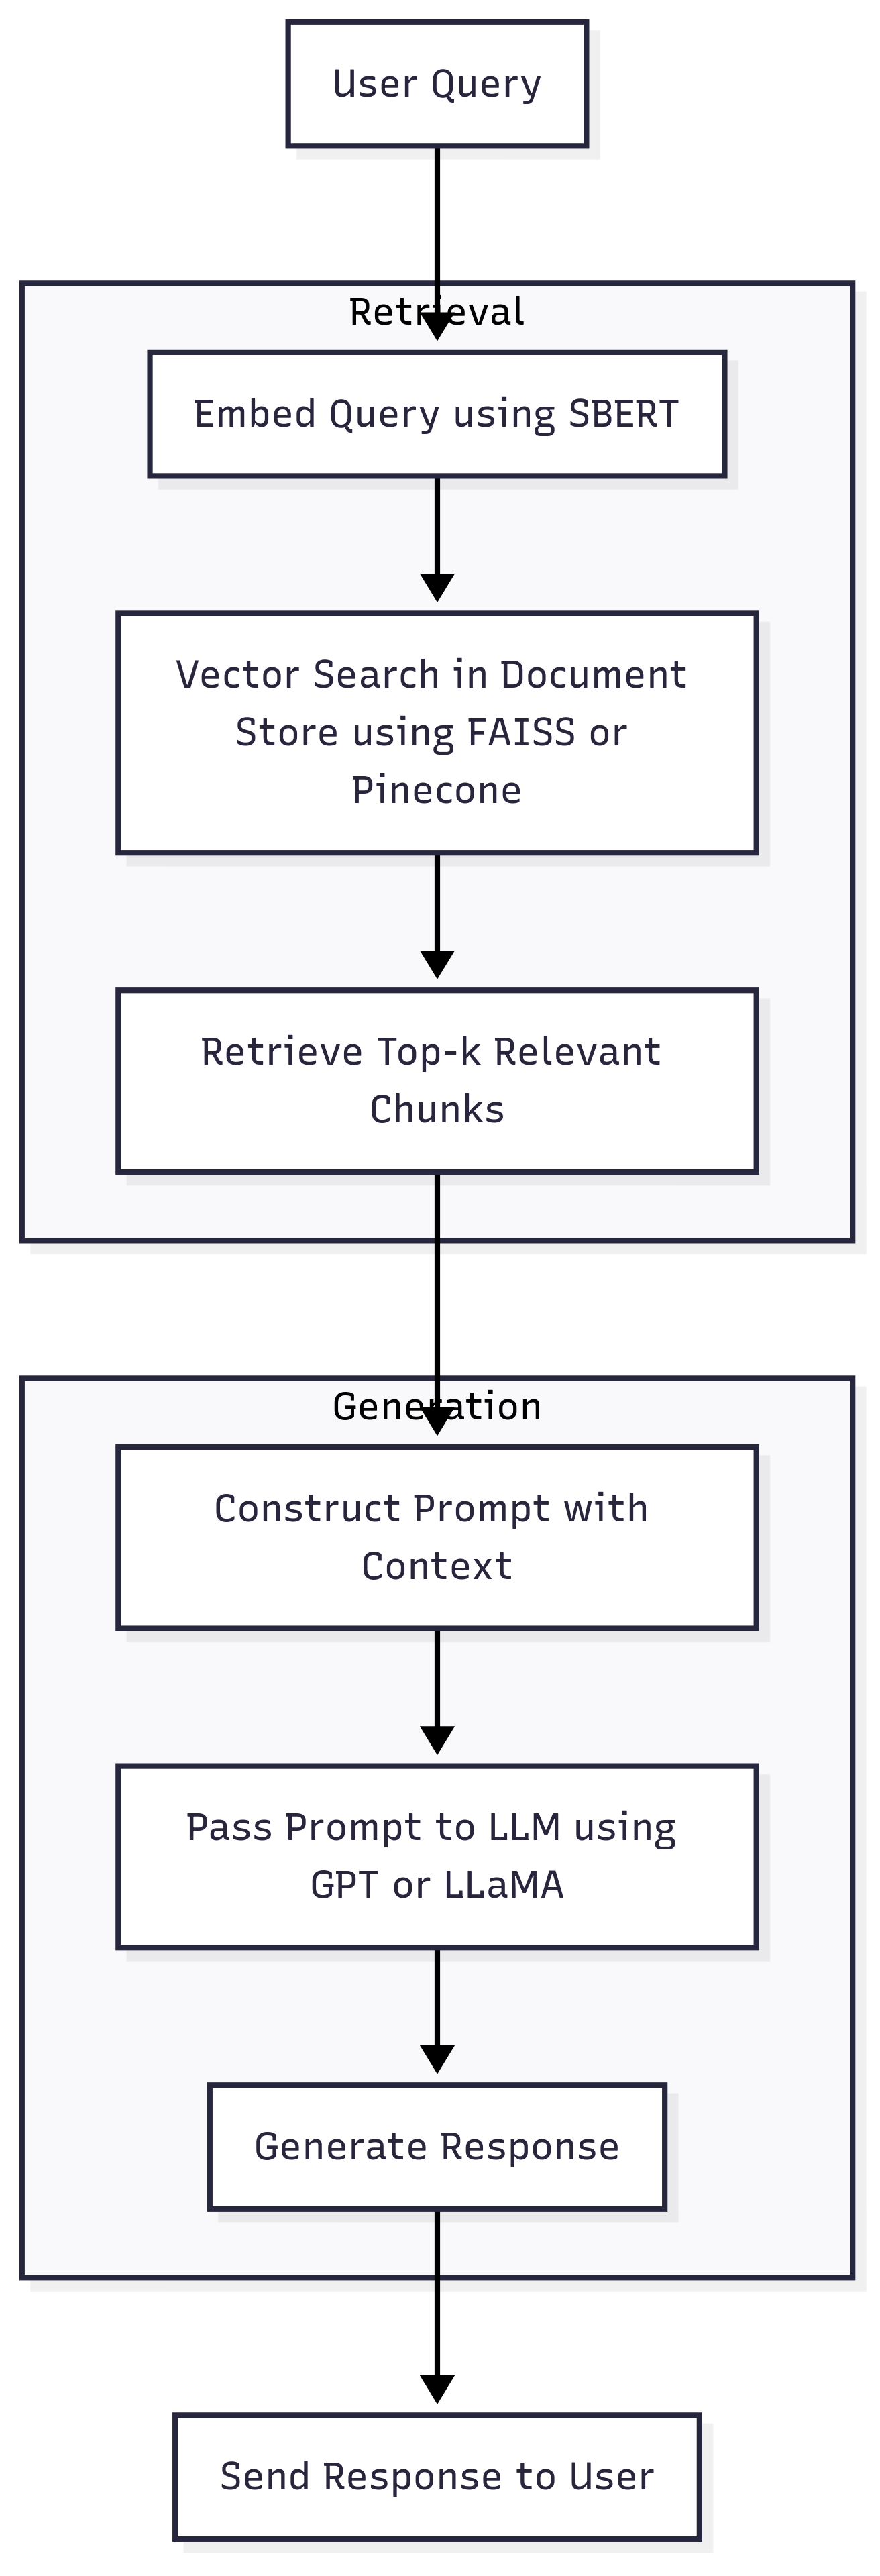 User Query
Retrieval
Embed Query using SBERT
Vector Search in Document
Store using FAISS or
Pinecone
Retrieve Top-k Relevant
Chunks
Generation
Construct Prompt with
Context
Pass Prompt to LLM using
GPT or LLaMA
Generate Response
Send Response to User